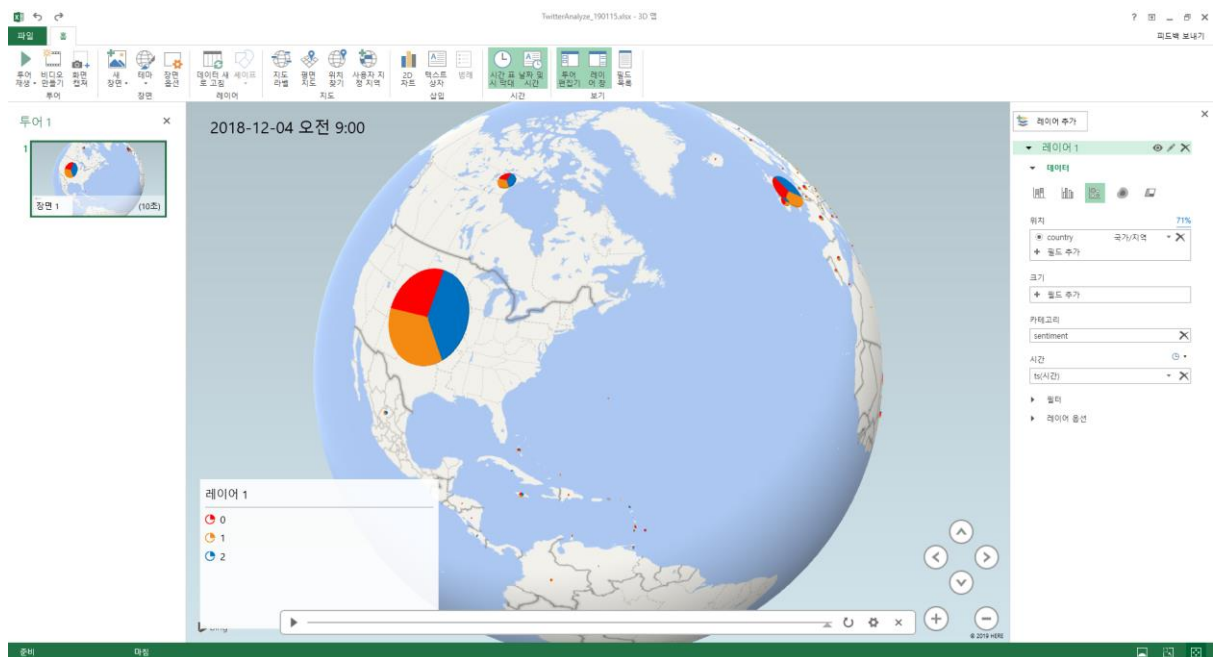 TwitterAnalyze_190115.xlsx - 3D 맵
파일 홈 피드백 보내기
투어 재생
비디오 만들기
화면 캡처
새 장면
테마
장면 옵션
데이터 새로 고침
셰이프
지도 라벨
평면 지도
위치 찾기
사용자 지정 지역
2D 차트
텍스트 상자
범례
시간 표시 막대
날짜 및 시간
투어 편집기
레이어 창
필드 목록
투어 장면 레이어 지도 삽입 시간 보기
투어 1
1
장면 1 (10초)
2018-12-04 오전 9:00
레이어 1
0
1
2
© 2019 HERE
레이어 추가
레이어 1
데이터
위치 71%
country 국가/지역
+ 필드 추가
크기
+ 필드 추가
카테고리
sentiment
시간
ts(시간)
필터
레이어 옵션
준비 마침